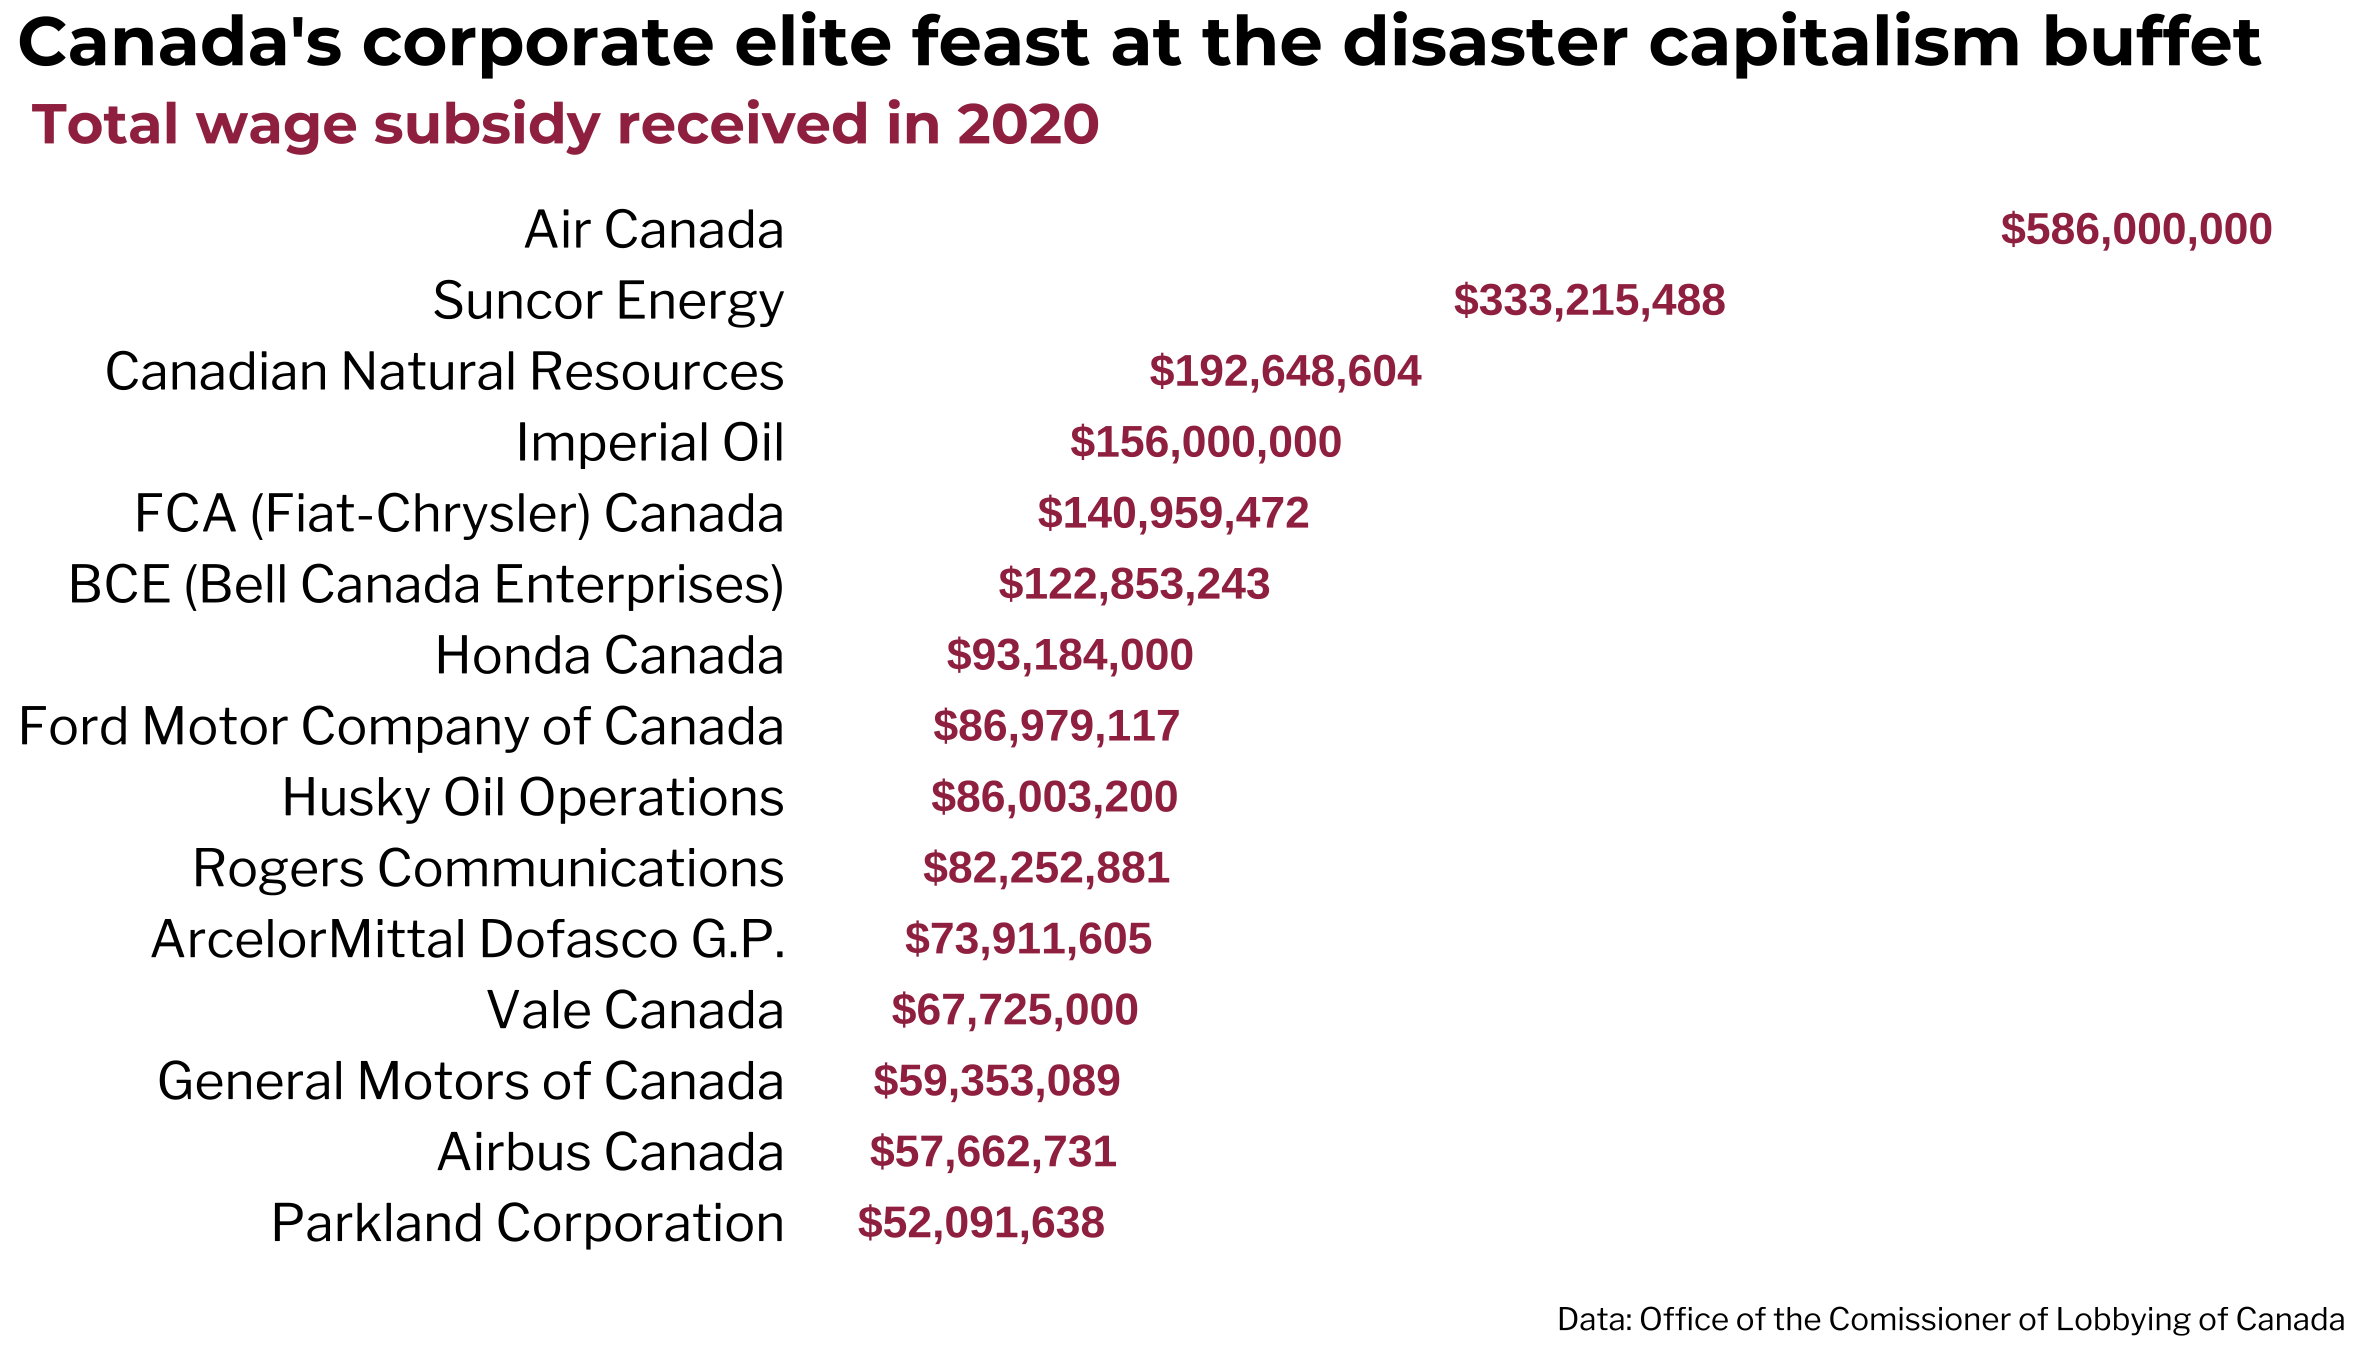 Canada's corporate elite feast at the disaster capitalism buffet
Total wage subsidy received in 2020
Air Canada $586,000,000
Suncor Energy $333,215,488
Canadian Natural Resources $192,648,604
Imperial Oil $156,000,000
FCA (Fiat-Chrysler) Canada $140,959,472
BCE (Bell Canada Enterprises) $122,853,243
Honda Canada $93,184,000
Ford Motor Company of Canada $86,979,117
Husky Oil Operations $86,003,200
Rogers Communications $82,252,881
ArcelorMittal Dofasco G.P. $73,911,605
Vale Canada $67,725,000
General Motors of Canada $59,353,089
Airbus Canada $57,662,731
Parkland Corporation $52,091,638
Data: Office of the Comissioner of Lobbying of Canada